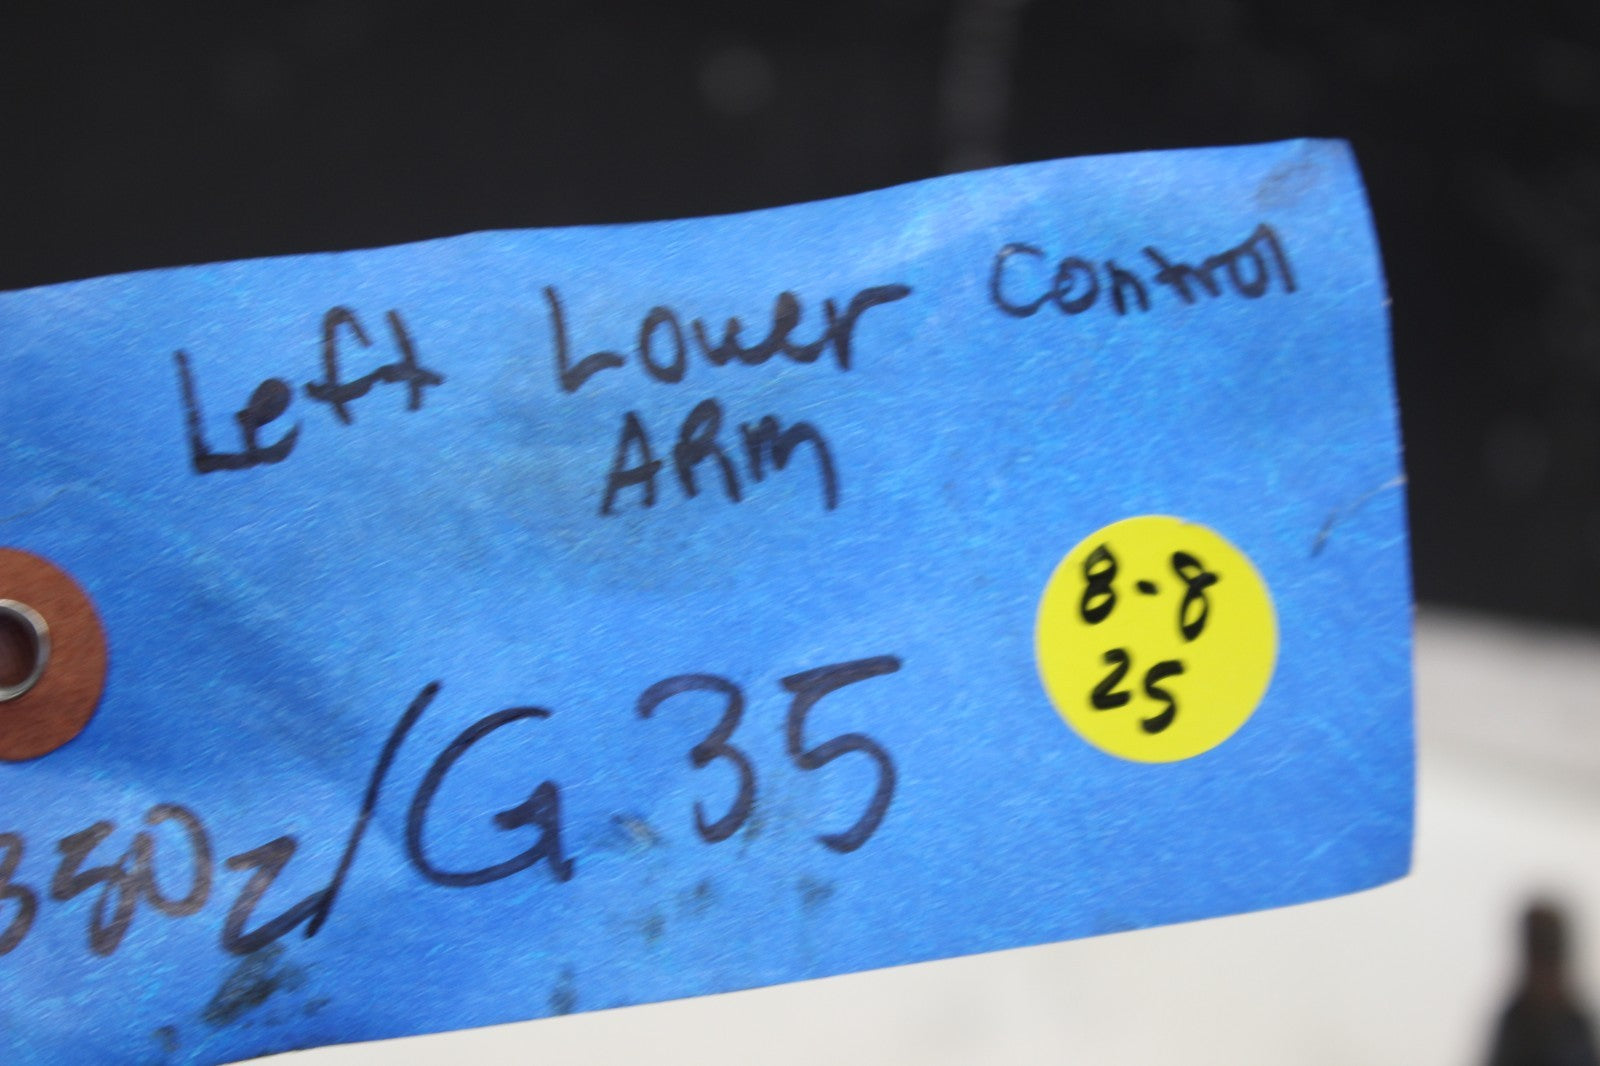 Left Lower Control
ARM
350z/G35
8-8
25